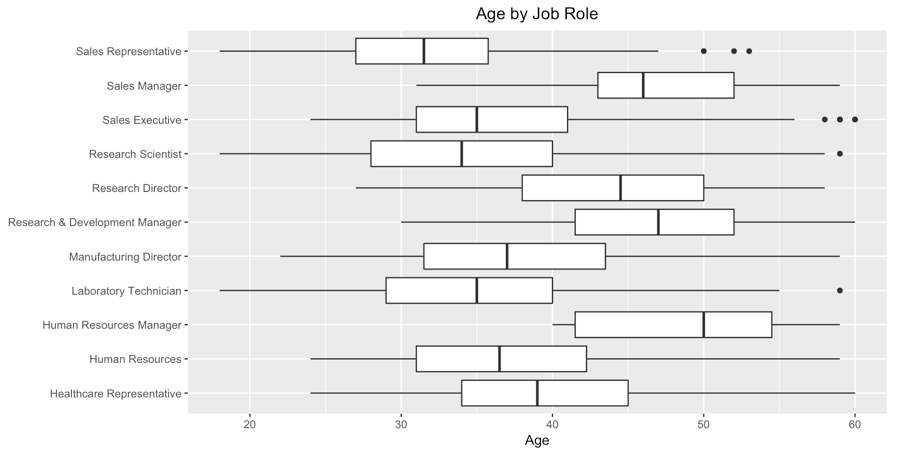 Age by Job Role
Sales Representative
Sales Manager
Sales Executive
Research Scientist
Research Director
Research & Development Manager
Manufacturing Director
Laboratory Technician
Human Resources Manager
Human Resources
Healthcare Representative
20 30 40 50 60
Age